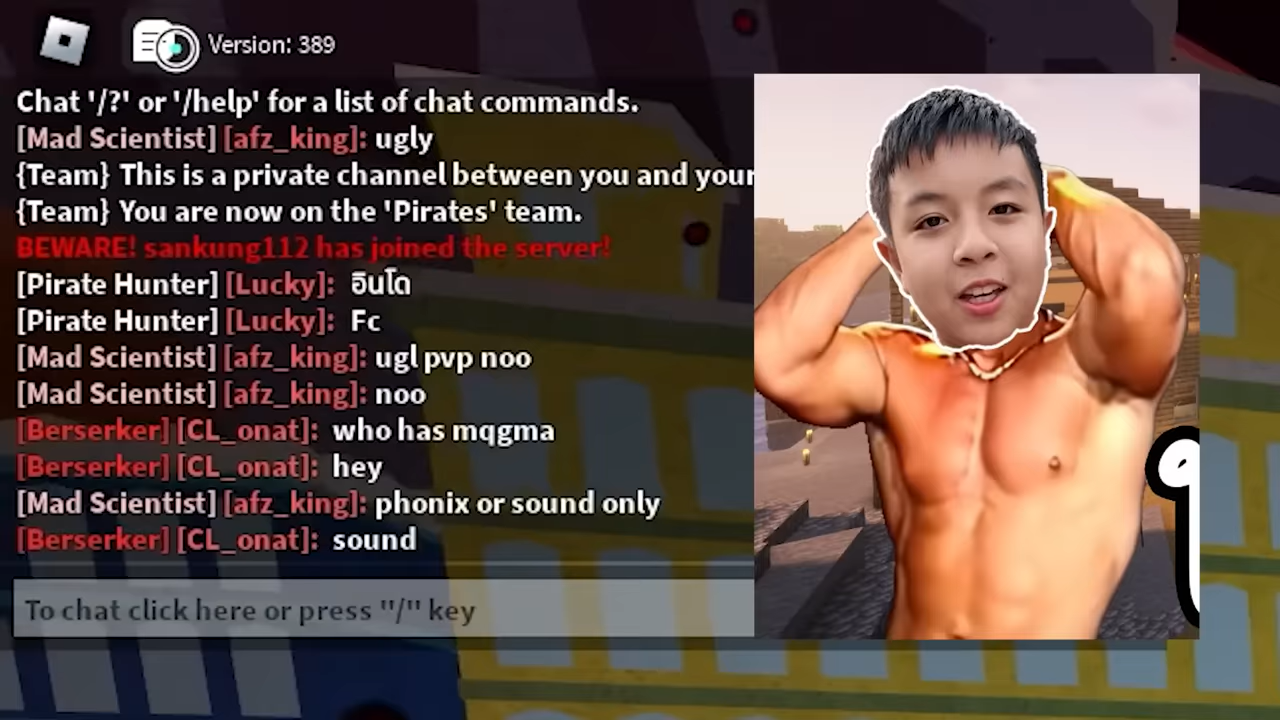 Version: 389
Chat '/?' or '/help' for a list of chat commands.
[Mad Scientist] [afz_king]: ugly
{Team} This is a private channel between you and your
{Team} You are now on the 'Pirates' team.
BEWARE! sankung112 has joined the server!
[Pirate Hunter] [Lucky]: อินโด
[Pirate Hunter] [Lucky]: Fc
[Mad Scientist] [afz_king]: ugl pvp noo
[Mad Scientist] [afz_king]: noo
[Berserker] [CL_onat]: who has mqgma
[Berserker] [CL_onat]: hey
[Mad Scientist] [afz_king]: phonix or sound only
[Berserker] [CL_onat]: sound
To chat click here or press "/" key